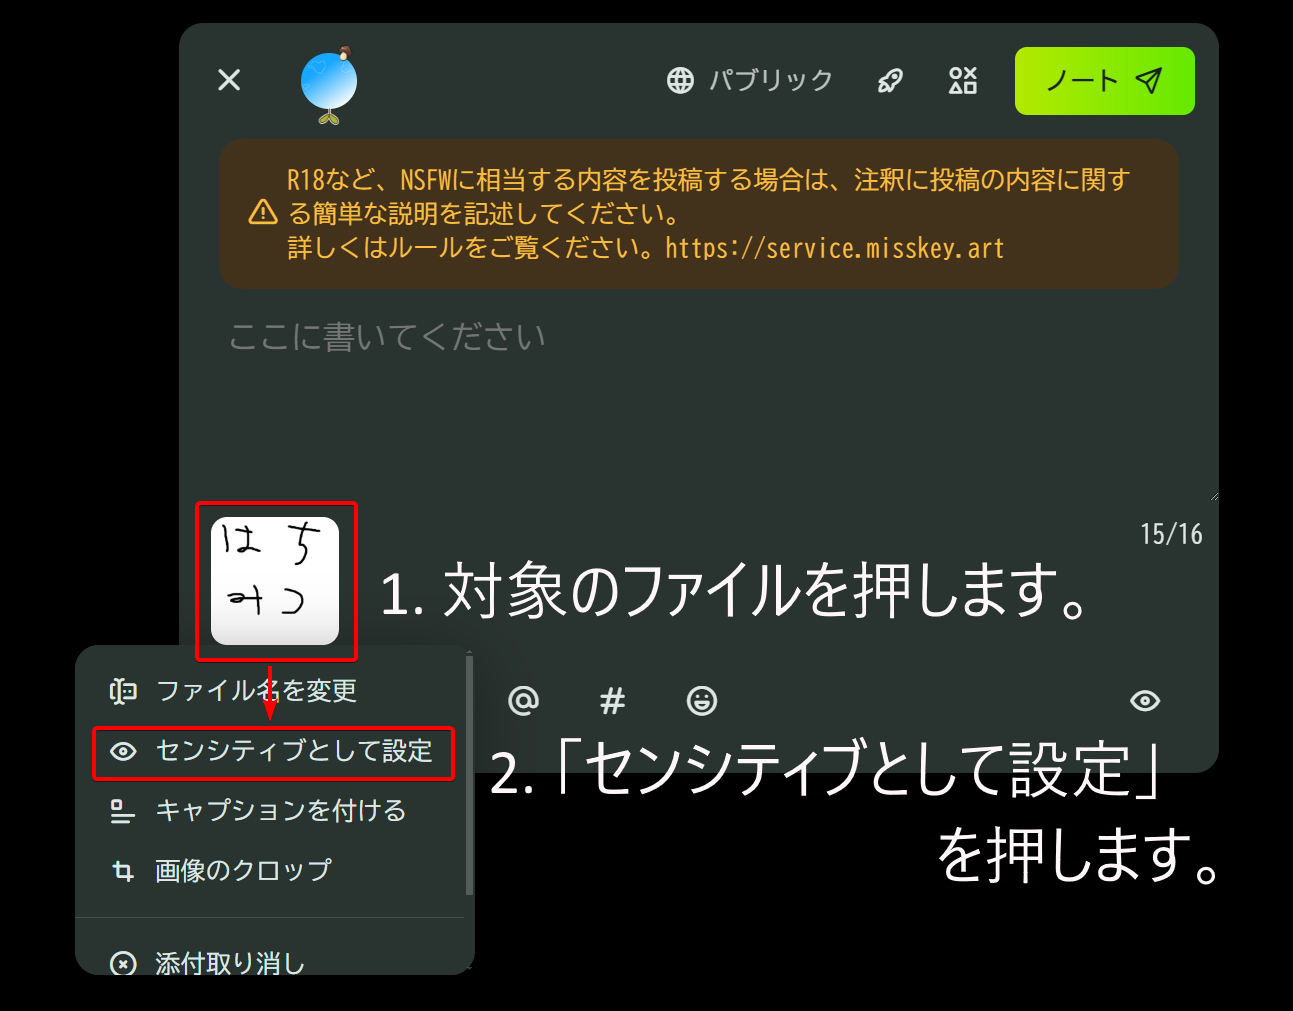 パブリック
ノート
R18など、NSFWに相当する内容を投稿する場合は、注釈に投稿の内容に関す
る簡単な説明を記述してください。
詳しくはルールをご覧ください。https://service.misskey.art
ここに書いてください
15/16
はち
みつ
1. 対象のファイルを押します。
ファイル名を変更
センシティブとして設定
キャプションを付ける
画像のクロップ
添付取り消し
2.「センシティブとして設定」
を押します。